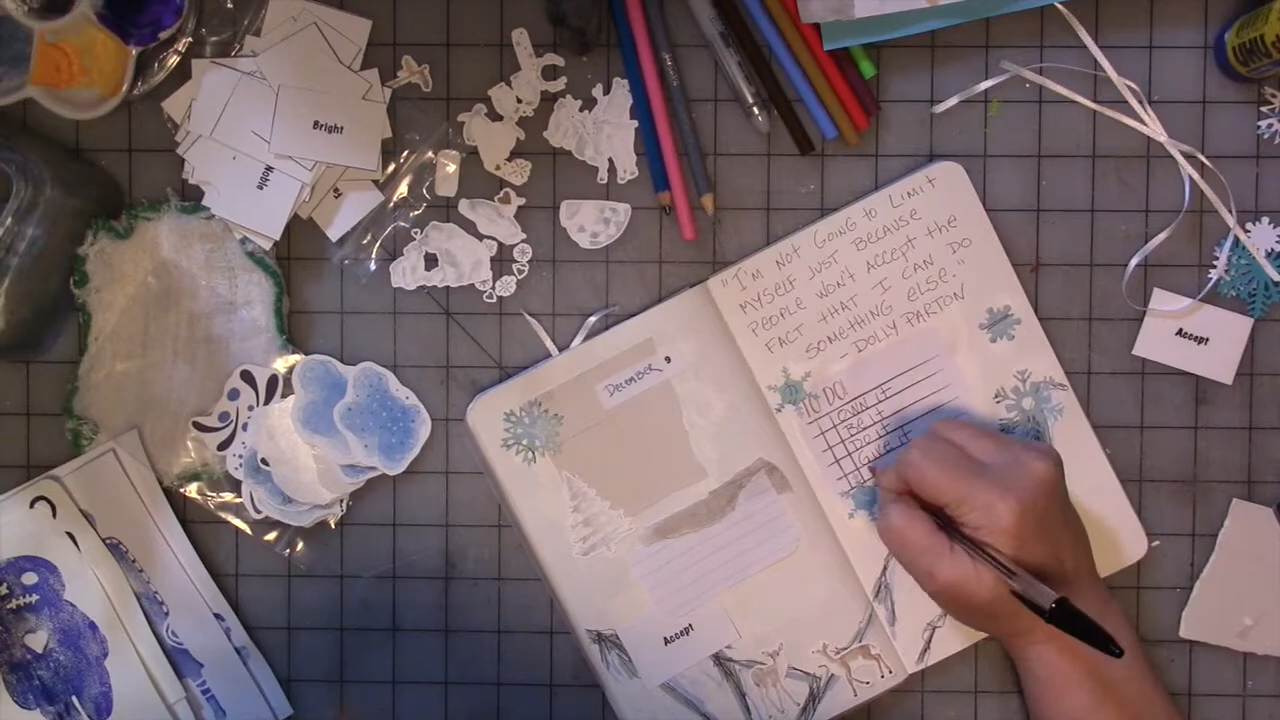 Bright
Noble
"I'M NOT GOING to LIMIT
MYSELF JUST BECAUSE
PEOPLE WON'T ACCEPT the
FACT THAT I CAN DO
SOMETHING ELSE."
- DOLLY PARTON
DECEMBER 9
TO DO!
OWN it
Be it
Do it
Give it
Accept
Accept
UHU